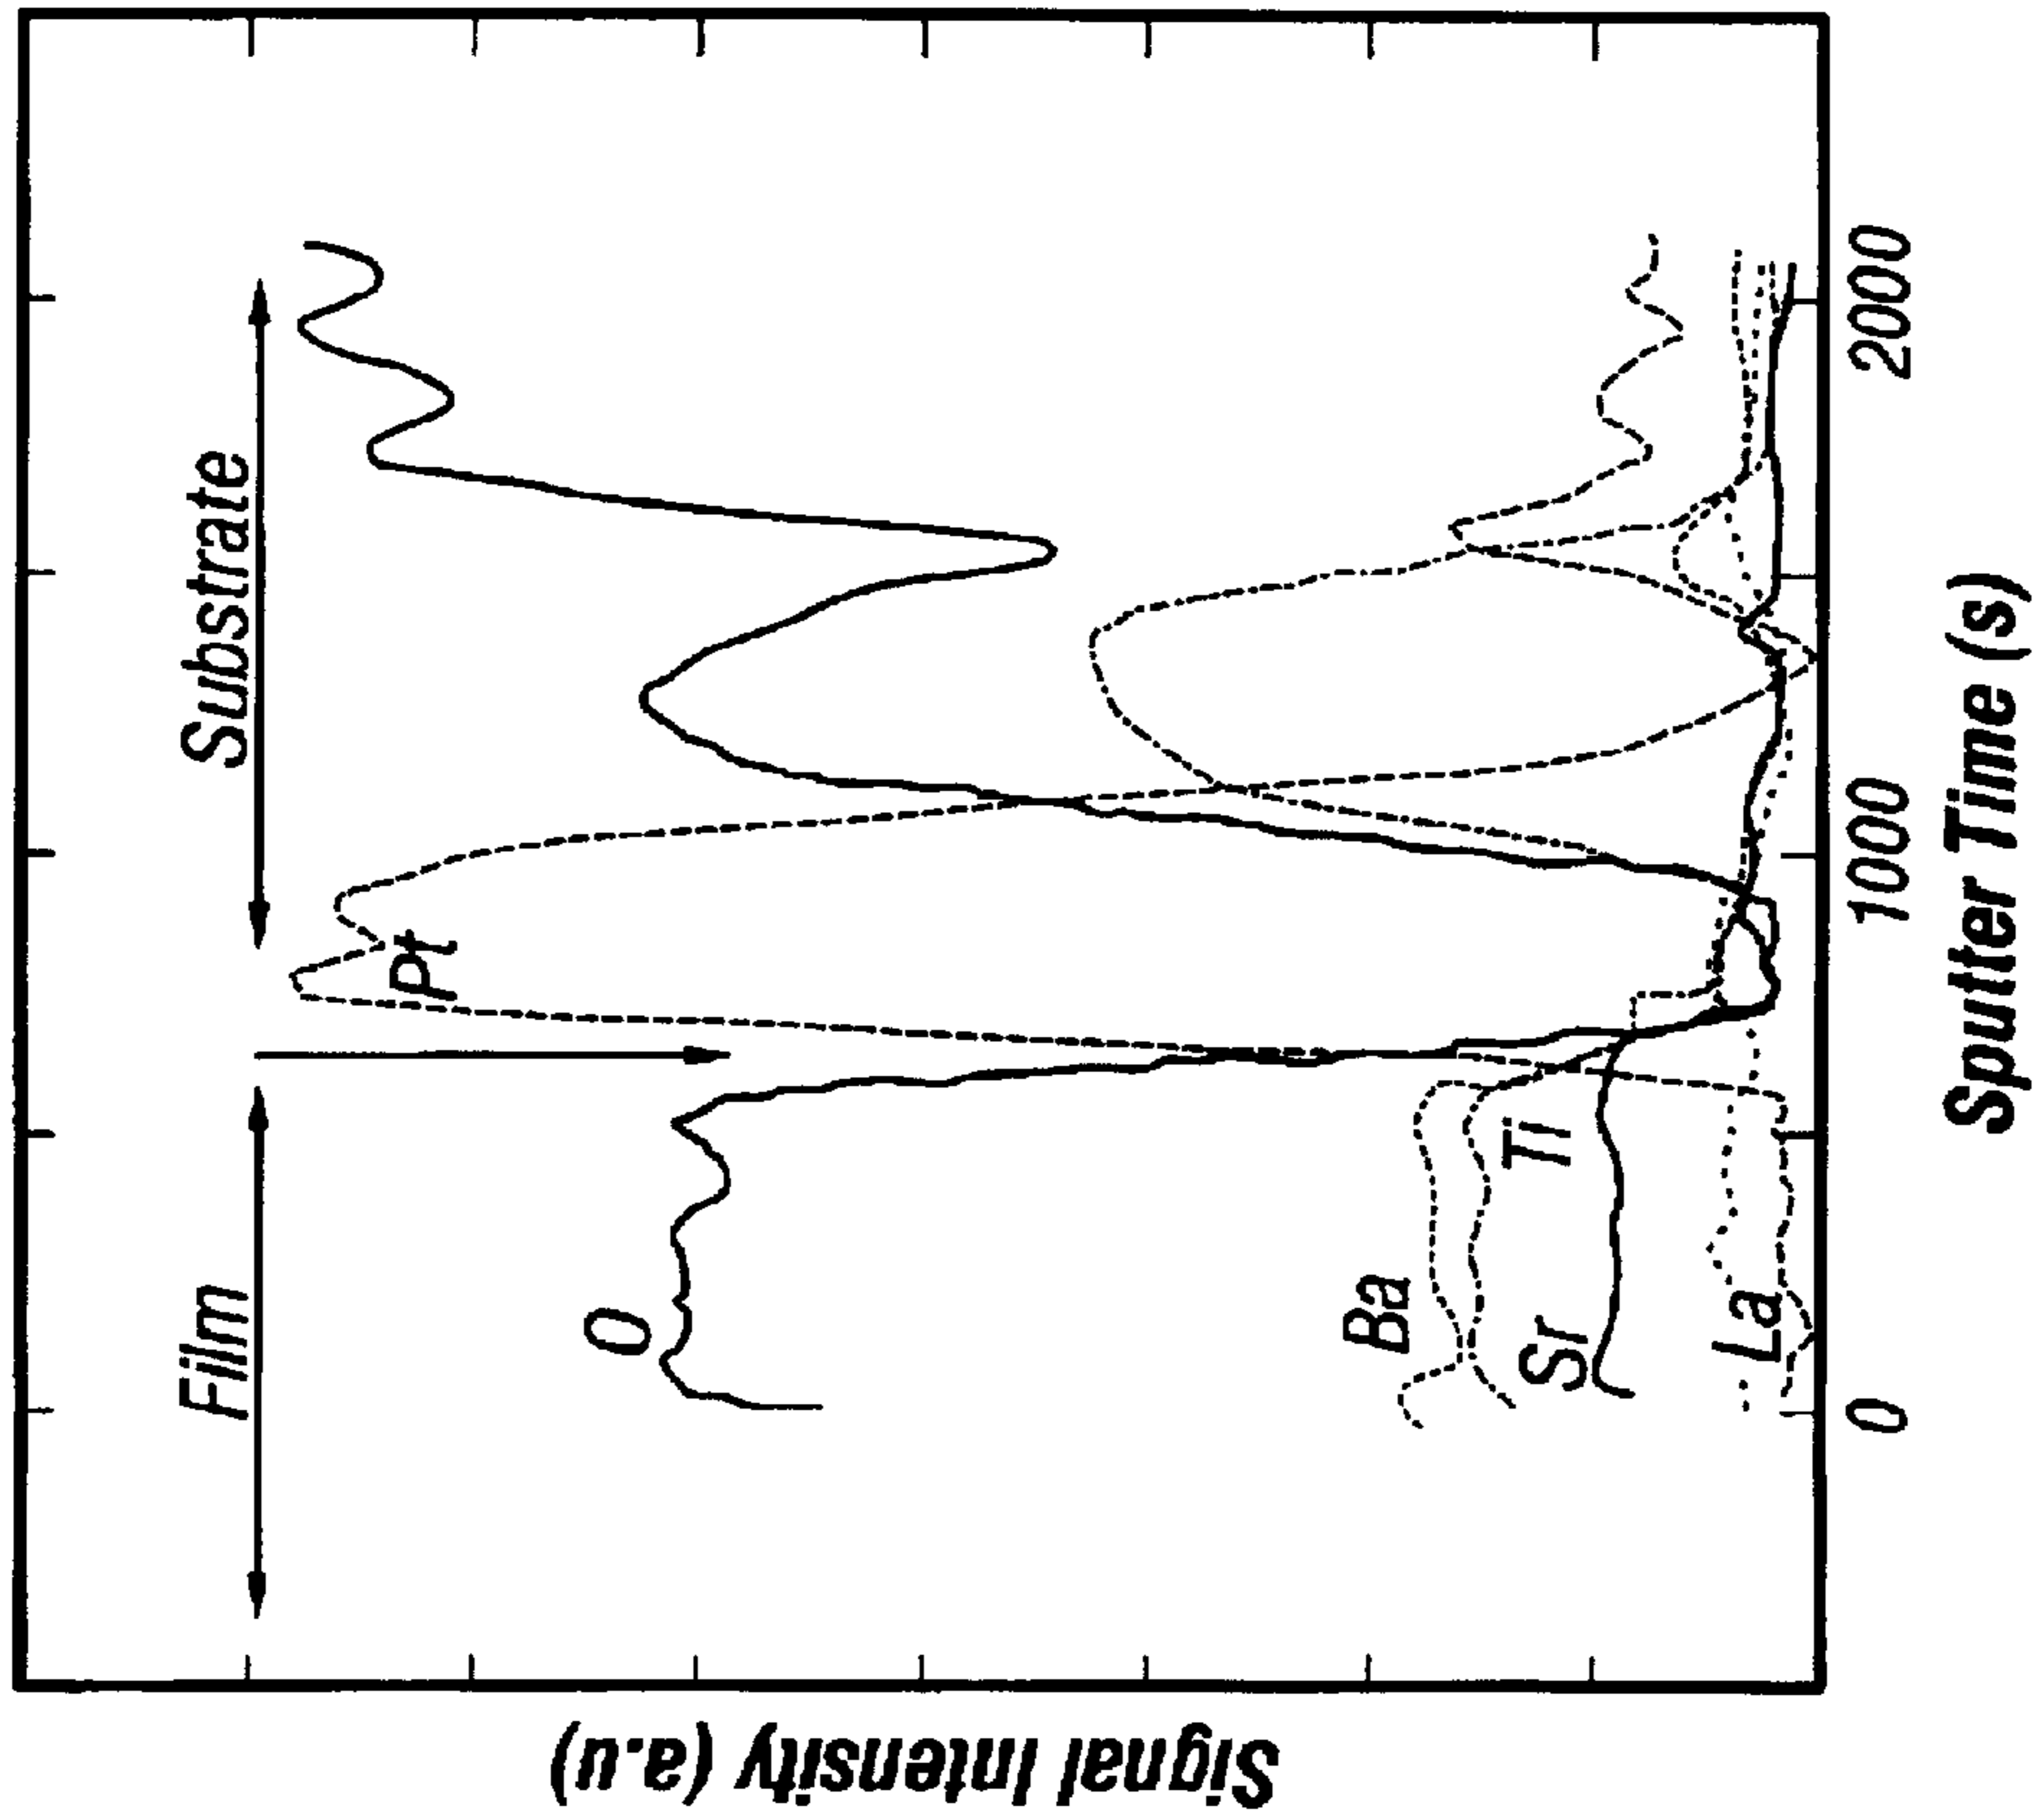 Film
Substrate
Pt
O
Ba
Ti
Sr
La
0
1000
2000
Sputter Time (s)
Signal Intensity (a.u)